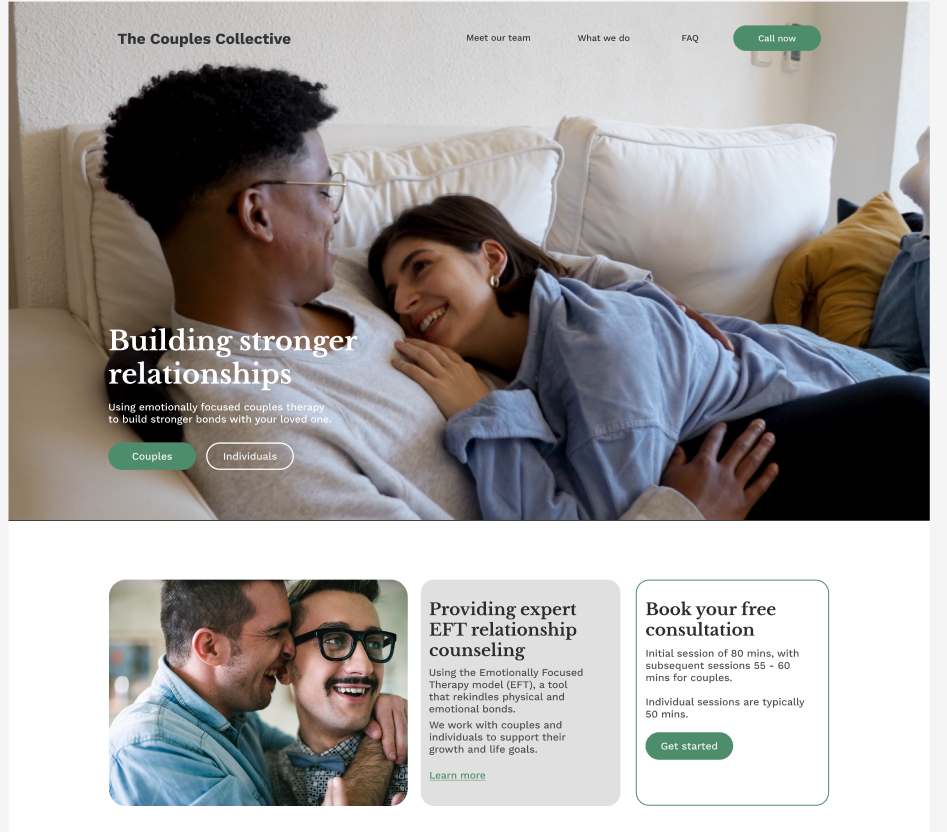 The Couples Collective
Meet our team
What we do
FAQ
Call now
Building stronger
relationships
Using emotionally focused couples therapy
to build stronger bonds with your loved one.
Couples
Individuals
Providing expert
EFT relationship
counseling
Using the Emotionally Focused
Therapy model (EFT), a tool
that rekindles physical and
emotional bonds.
We work with couples and
individuals to support their
growth and life goals.
Learn more
Book your free
consultation
Initial session of 80 mins, with
subsequent sessions 55 - 60
mins for couples.
Individual sessions are typically
50 mins.
Get started